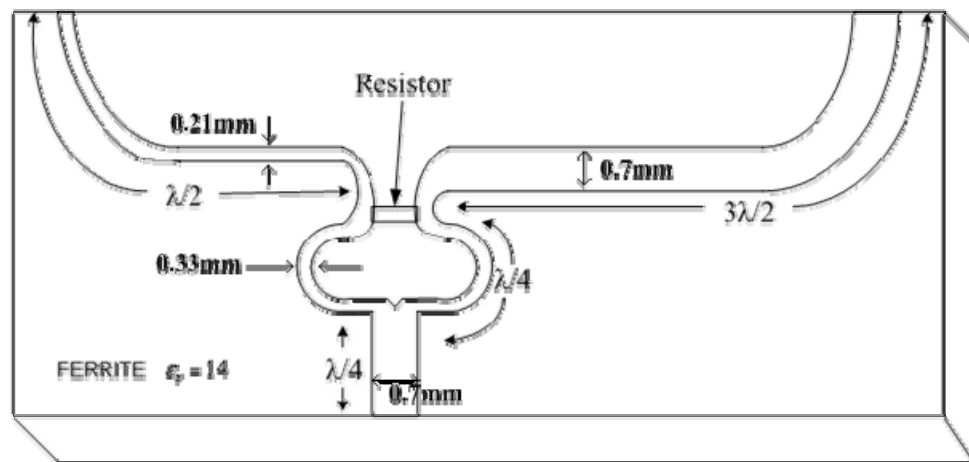 Resistor
0.21mm
0.7mm
λ/2
3λ/2
0.33mm
λ/4
λ/4
FERRITE εᵣ = 14
0.7mm